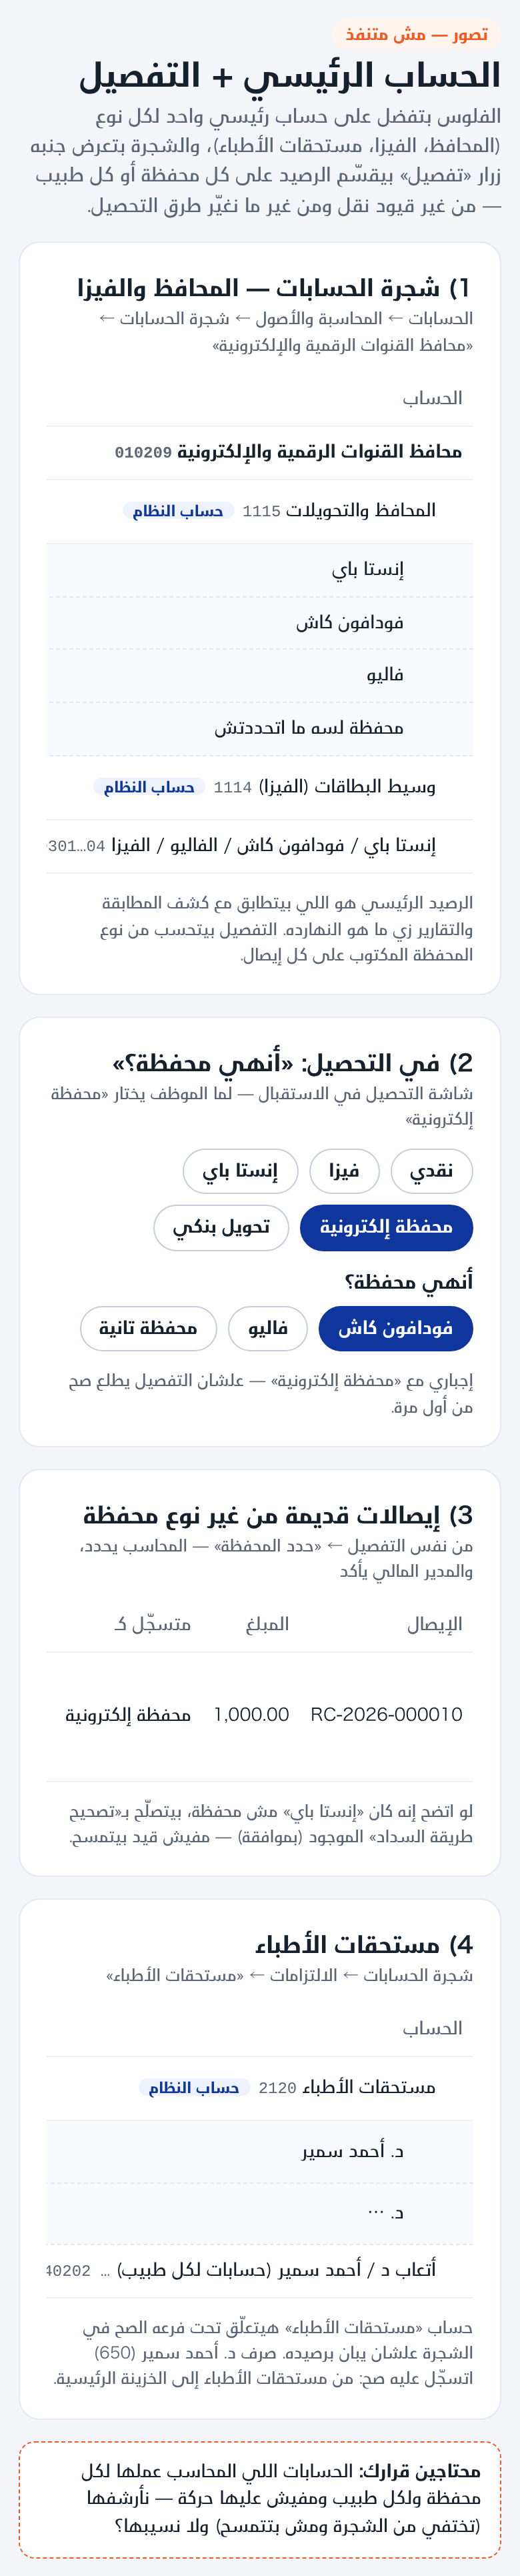 تصور — مش متنفذ
الحساب الرئيسي + التفصيل
الفلوس بتفضل على حساب رئيسي واحد لكل نوع
(المحافظ، الفيزا، مستحقات الأطباء)، والشجرة بتعرض جنبه
زرار «تفصيل» بيقسّم الرصيد على كل محفظة أو كل طبيب
— من غير قيود نقل ومن غير ما نغيّر طرق التحصيل.
1) شجرة الحسابات — المحافظ والفيزا
الحسابات ← المحاسبة والأصول ← شجرة الحسابات ←
«محافظ القنوات الرقمية والإلكترونية»
الحساب
محافظ القنوات الرقمية والإلكترونية 010209
المحافظ والتحويلات 1115 حساب النظام
إنستا باي
فودافون كاش
فاليو
محفظة لسه ما اتحددتش
وسيط البطاقات (الفيزا) 1114 حساب النظام
إنستا باي / فودافون كاش / الفاليو / الفيزا 301…04
الرصيد الرئيسي هو اللي بيتطابق مع كشف المطابقة
والتقارير زي ما هو النهارده. التفصيل بيتحسب من نوع
المحفظة المكتوب على كل إيصال.
2) في التحصيل: «أنهي محفظة؟»
شاشة التحصيل في الاستقبال — لما الموظف يختار «محفظة
إلكترونية»
نقدي فيزا إنستا باي
محفظة إلكترونية تحويل بنكي
أنهي محفظة؟
فودافون كاش فاليو محفظة تانية
إجباري مع «محفظة إلكترونية» — علشان التفصيل يطلع صح
من أول مرة.
3) إيصالات قديمة من غير نوع محفظة
من نفس التفصيل ← «حدد المحفظة» — المحاسب يحدد،
والمدير المالي يأكد
الإيصال المبلغ متسجّل كـ
RC-2026-000010 1,000.00 محفظة إلكترونية
لو اتضح إنه كان «إنستا باي» مش محفظة، بيتصلّح بـ«تصحيح
طريقة السداد» الموجود (بموافقة) — مفيش قيد بيتمسح.
4) مستحقات الأطباء
شجرة الحسابات ← الالتزامات ← «مستحقات الأطباء»
الحساب
مستحقات الأطباء 2120 حساب النظام
د. أحمد سمير
د. …
أتعاب د / أحمد سمير (حسابات لكل طبيب) … 40202
حساب «مستحقات الأطباء» هيتعلّق تحت فرعه الصح في
الشجرة علشان يبان برصيده. صرف د. أحمد سمير (650)
اتسجّل عليه صح: من مستحقات الأطباء إلى الخزينة الرئيسية.
محتاجين قرارك: الحسابات اللي المحاسب عملها لكل
محفظة ولكل طبيب ومفيش عليها حركة — نأرشفها
(تختفي من الشجرة ومش بتتمسح) ولا نسيبها؟